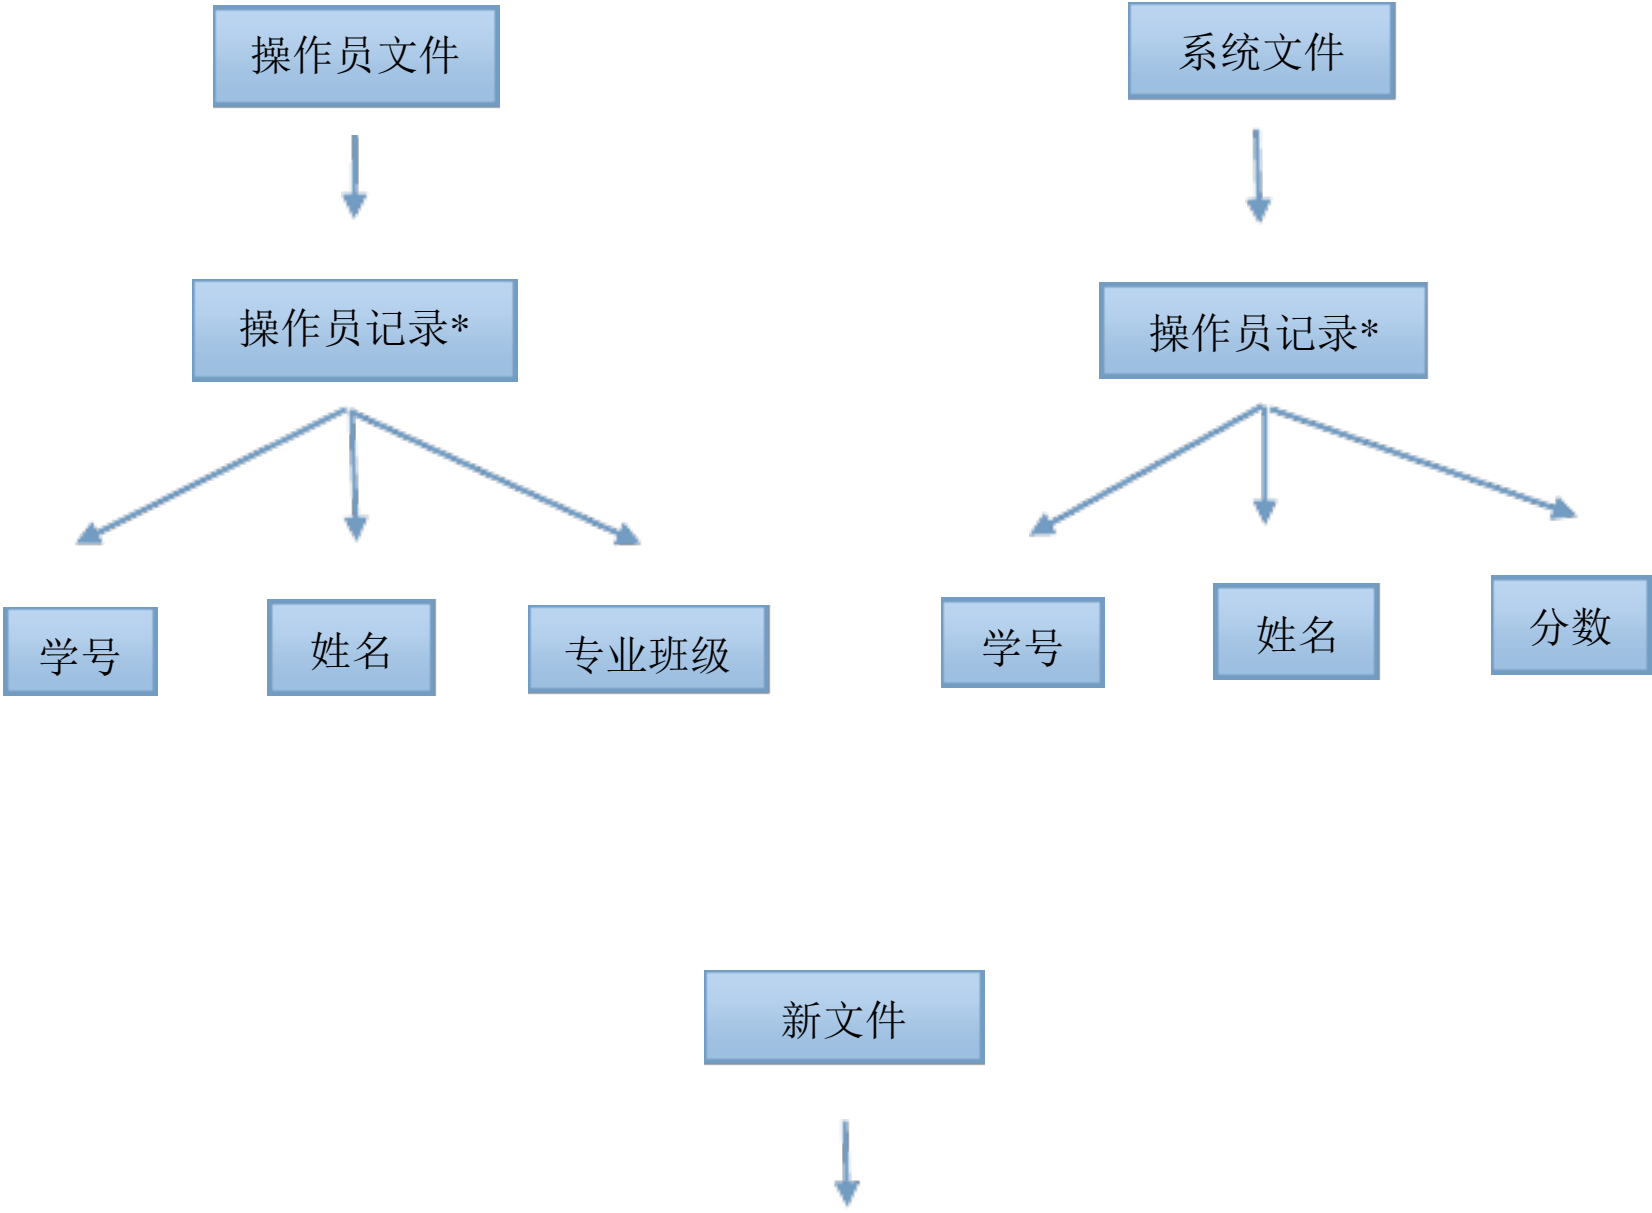 操作员文件
系统文件
操作员记录*
操作员记录*
学号
姓名
专业班级
学号
姓名
分数
新文件